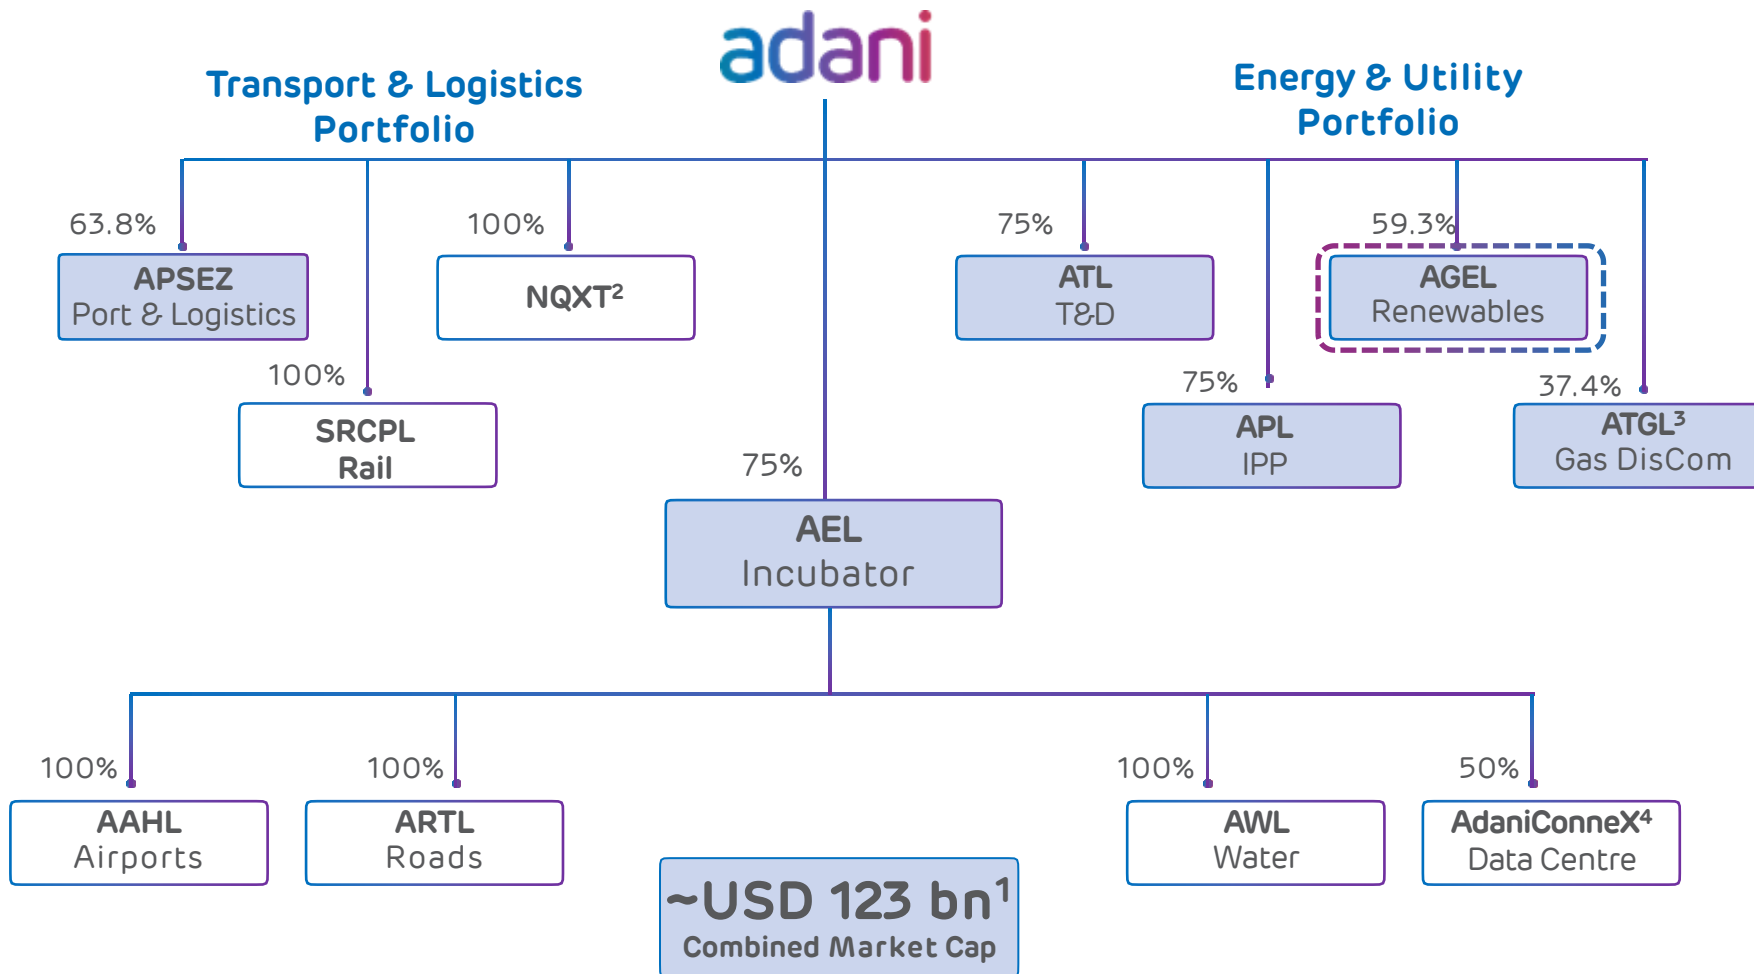 adani
Transport & Logistics
Portfolio
Energy & Utility
Portfolio
63.8%
APSEZ
Port & Logistics
100%
SRCPL
Rail
100%
NQXT²
75%
ATL
T&D
75%
APL
IPP
59.3%
AGEL
Renewables
37.4%
ATGL³
Gas DisCom
75%
AEL
Incubator
100%
AAHL
Airports
100%
ARTL
Roads
100%
AWL
Water
50%
AdaniConneX⁴
Data Centre
~USD 123 bn¹
Combined Market Cap